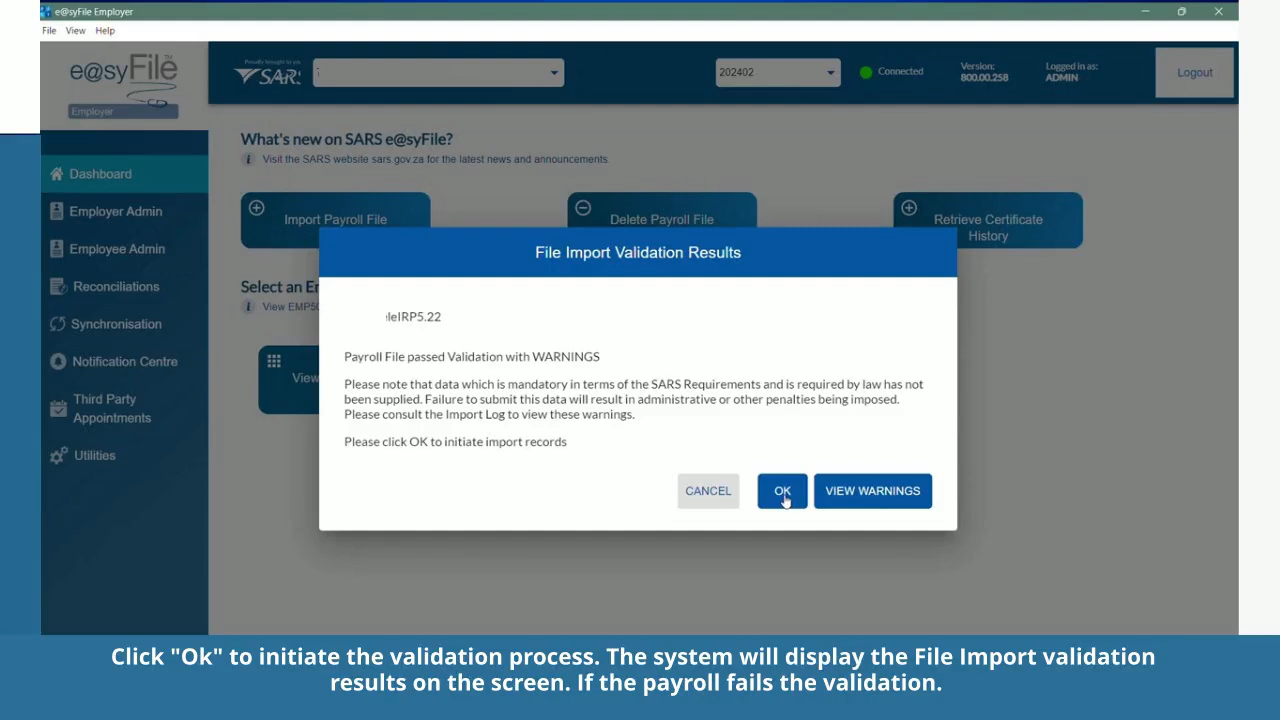 e@syFile Employer
File View Help
e@syFile™
Employer
Proudly brought to you
SARS
202402
Connected
Version:
800.00.258
Logged in as:
ADMIN
Logout
Dashboard
Employer Admin
Employee Admin
Reconciliations
Synchronisation
Notification Centre
Third Party
Appointments
Utilities
What's new on SARS e@syFile?
Visit the SARS website sars.gov.za for the latest news and announcements.
Import Payroll File
Delete Payroll File
Retrieve Certificate
History
Select an
View
View
File Import Validation Results
leIRP5.22
Payroll File passed Validation with WARNINGS
Please note that data which is mandatory in terms of the SARS Requirements and is required by law has not
been supplied. Failure to submit this data will result in administrative or other penalties being imposed.
Please consult the Import Log to view these warnings.
Please click OK to initiate import records
CANCEL
OK
VIEW WARNINGS
Click "Ok" to initiate the validation process. The system will display the File Import validation
results on the screen. If the payroll fails the validation.